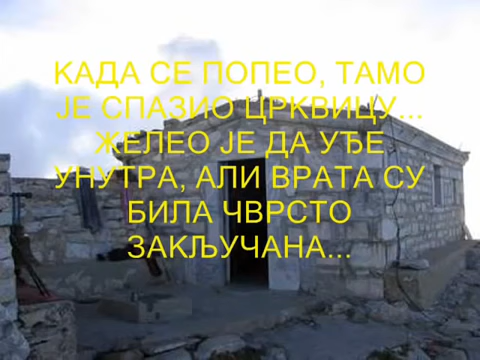 КАДА СЕ ПОПЕО, ТАМО
ЈЕ СПАЗИО ЦРКВИЦУ...
ЖЕЛЕО ЈЕ ДА УЂЕ
УНУТРА, АЛИ ВРАТА СУ
БИЛА ЧВРСТО
ЗАКЉУЧАНА...